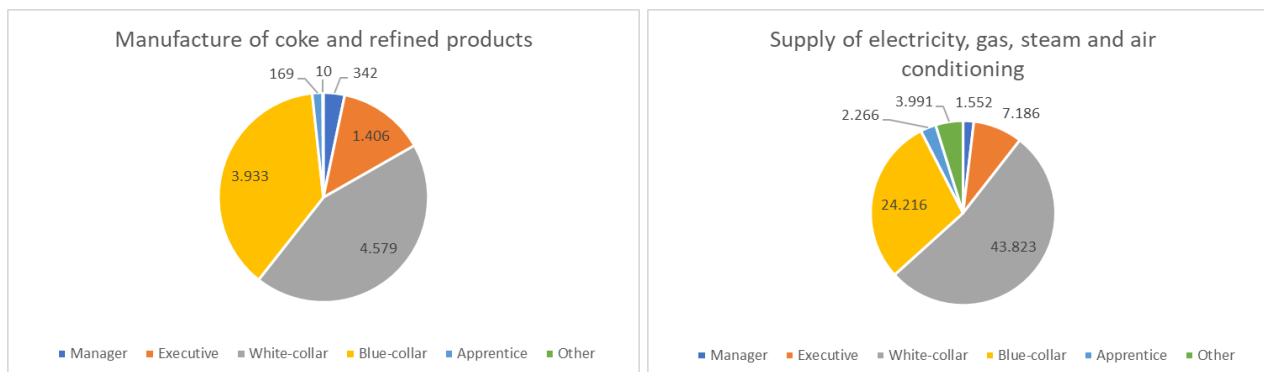 Manufacture of coke and refined products
169
10
342
1.406
3.933
4.579
Manager Executive White-collar Blue-collar Apprentice Other
Supply of electricity, gas, steam and air
conditioning
3.991
1.552
2.266
7.186
24.216
43.823
Manager Executive White-collar Blue-collar Apprentice Other